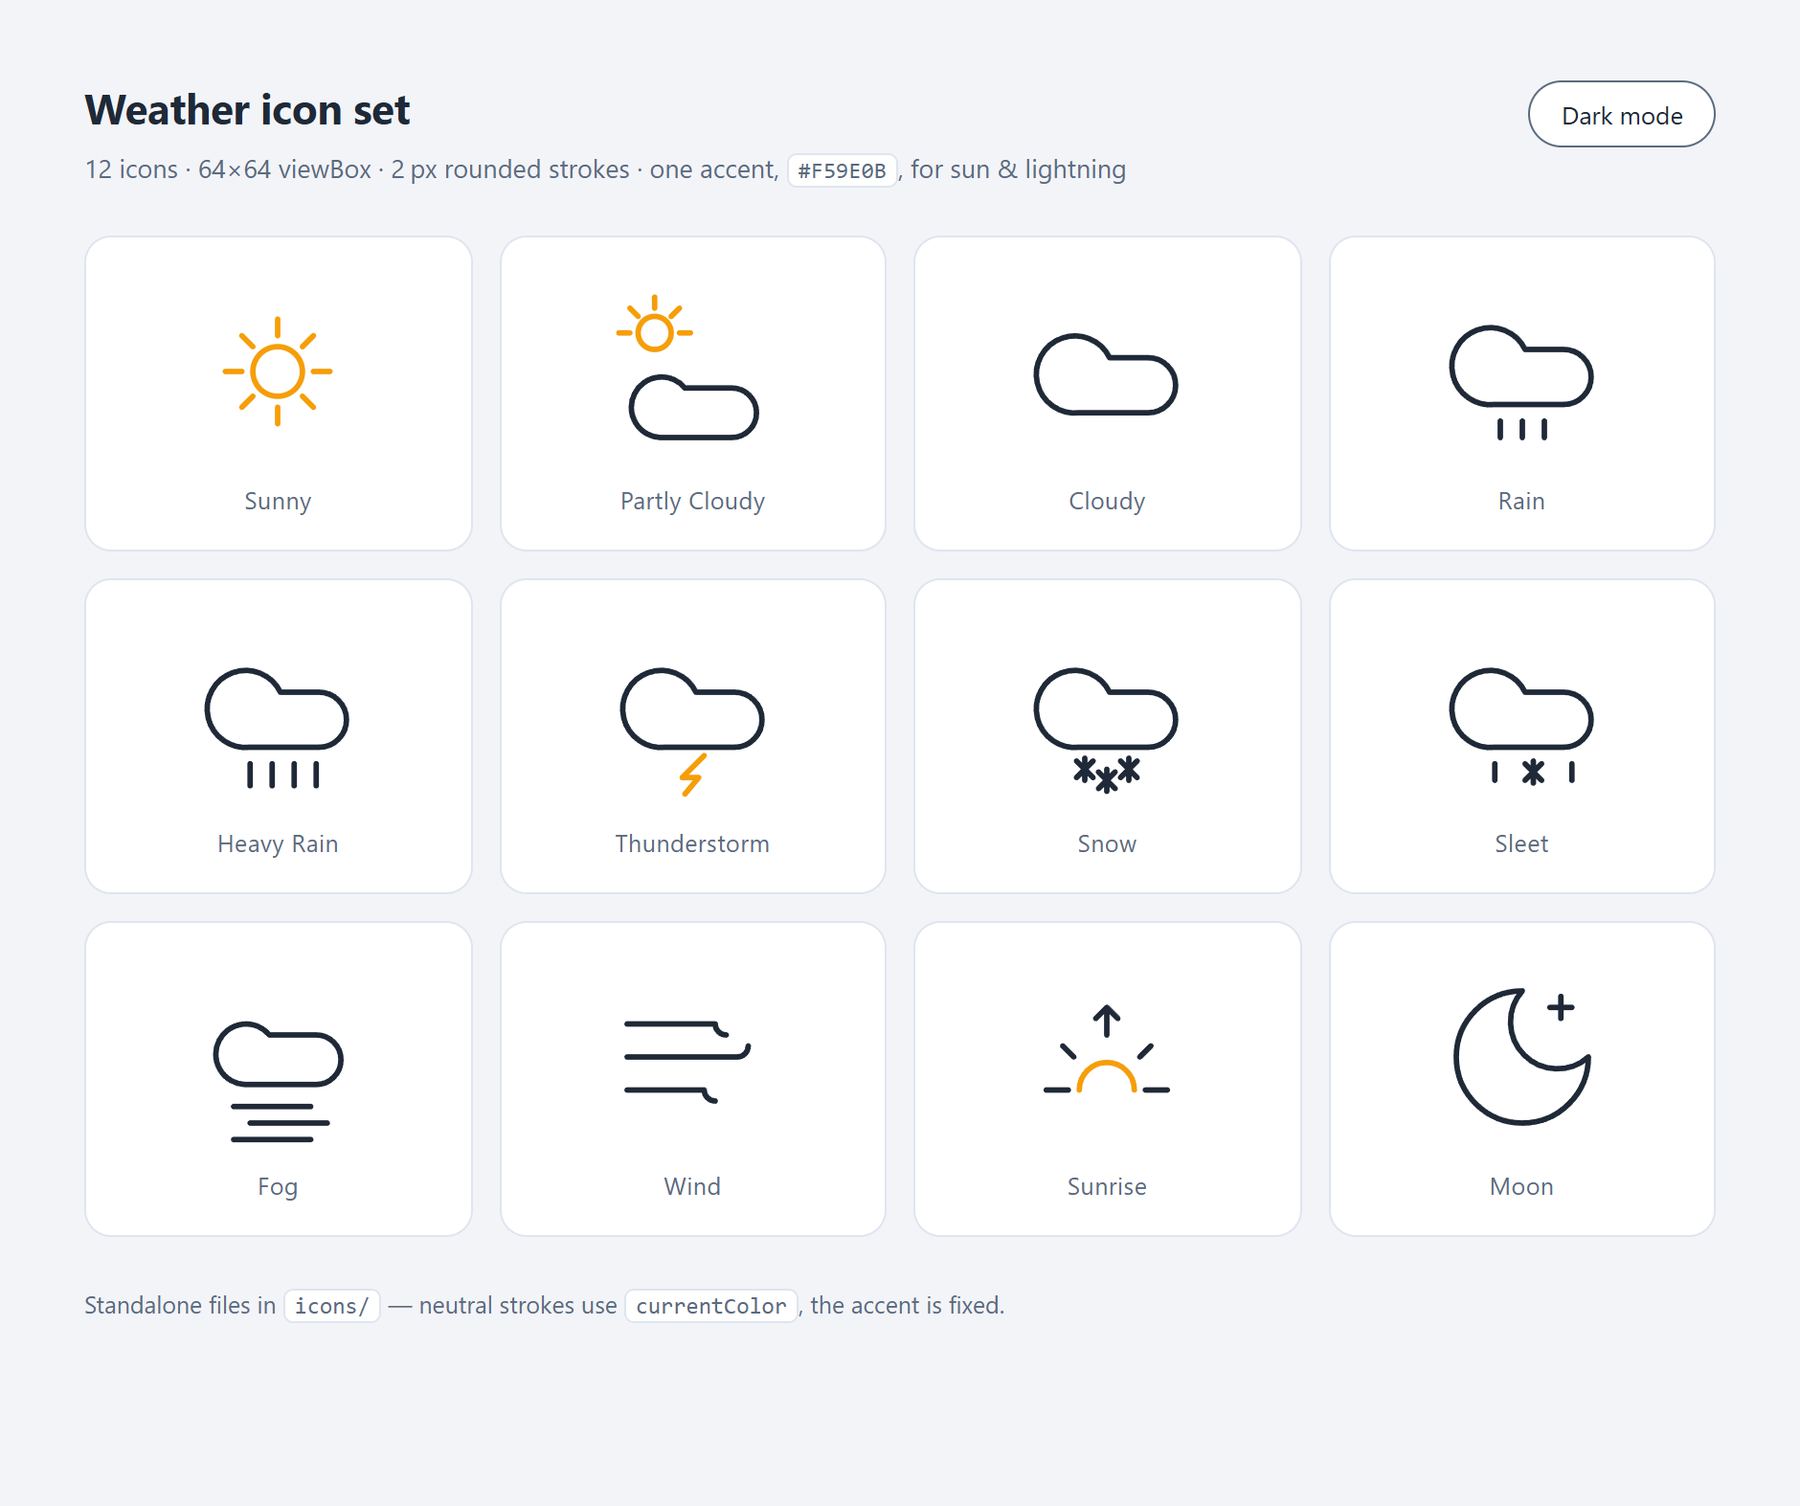 Weather icon set
Dark mode
12 icons · 64×64 viewBox · 2 px rounded strokes · one accent, #F59E0B, for sun & lightning
Sunny
Partly Cloudy
Cloudy
Rain
Heavy Rain
Thunderstorm
Snow
Sleet
Fog
Wind
Sunrise
Moon
Standalone files in icons/ — neutral strokes use currentColor, the accent is fixed.